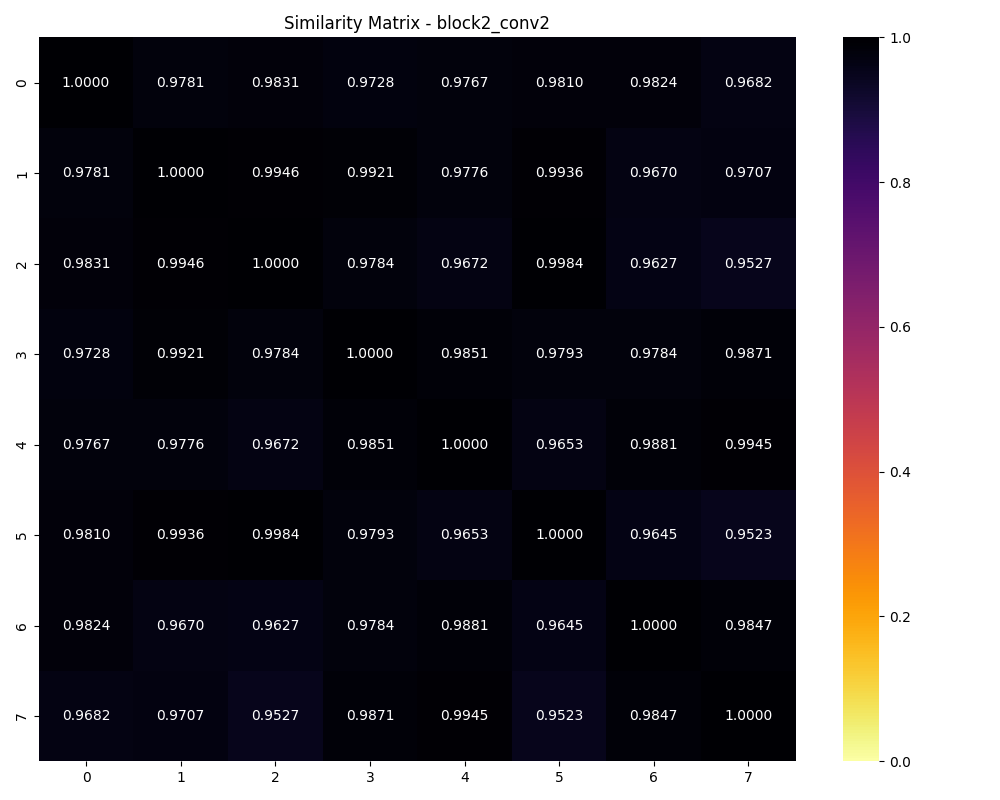 Similarity Matrix - block2_conv2
0 1.0000 0.9781 0.9831 0.9728 0.9767 0.9810 0.9824 0.9682
1 0.9781 1.0000 0.9946 0.9921 0.9776 0.9936 0.9670 0.9707
2 0.9831 0.9946 1.0000 0.9784 0.9672 0.9984 0.9627 0.9527
3 0.9728 0.9921 0.9784 1.0000 0.9851 0.9793 0.9784 0.9871
4 0.9767 0.9776 0.9672 0.9851 1.0000 0.9653 0.9881 0.9945
5 0.9810 0.9936 0.9984 0.9793 0.9653 1.0000 0.9645 0.9523
6 0.9824 0.9670 0.9627 0.9784 0.9881 0.9645 1.0000 0.9847
7 0.9682 0.9707 0.9527 0.9871 0.9945 0.9523 0.9847 1.0000
0 1 2 3 4 5 6 7
1.0
0.8
0.6
0.4
0.2
0.0